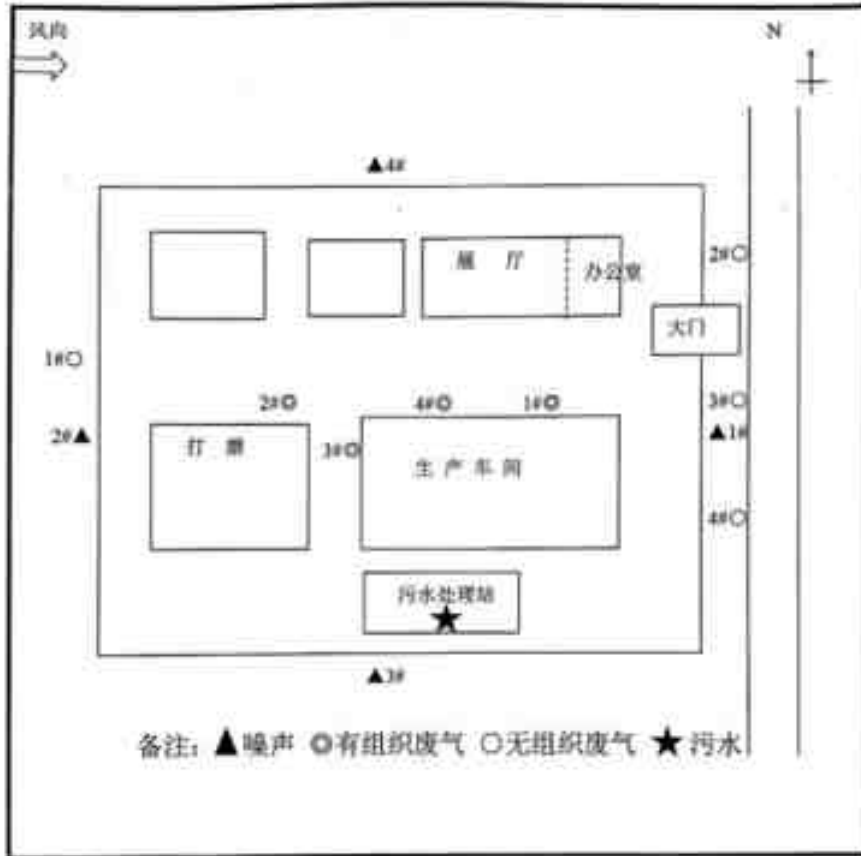 风向
N
▲4#
展 厅
办公室
2#○
大门
1#○
2#◎
4#◎
1#◎
3#○
2#▲
打 磨
3#◎
生 产 车 间
▲1#
4#○
污水处理站
★
▲3#
备注：▲噪声 ◎有组织废气 ○无组织废气 ★污水